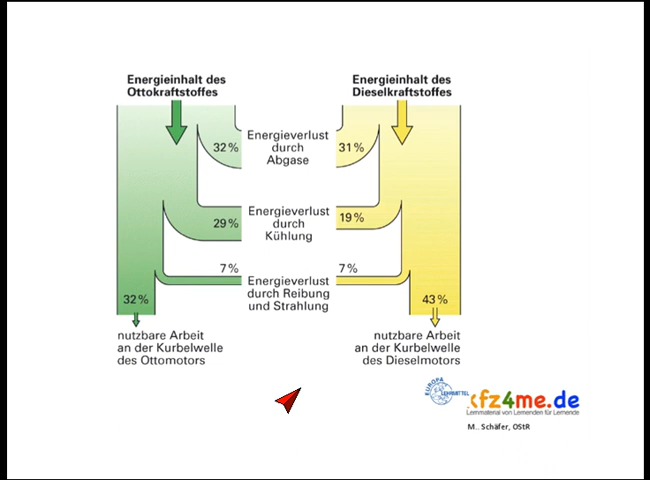 Energieinhalt des
Ottokraftstoffes
Energieinhalt des
Dieselkraftstoffes
32 %
Energieverlust
durch
Abgase
31 %
29 %
Energieverlust
durch
Kühlung
19 %
7 %
Energieverlust
durch Reibung
und Strahlung
7 %
32 %
43 %
nutzbare Arbeit
an der Kurbelwelle
des Ottomotors
nutzbare Arbeit
an der Kurbelwelle
des Dieselmotors
EUROPA
LEHRMITTEL
kfz4me.de
Lernmaterial von Lernenden für Lernende
M.. Schäfer, OStR